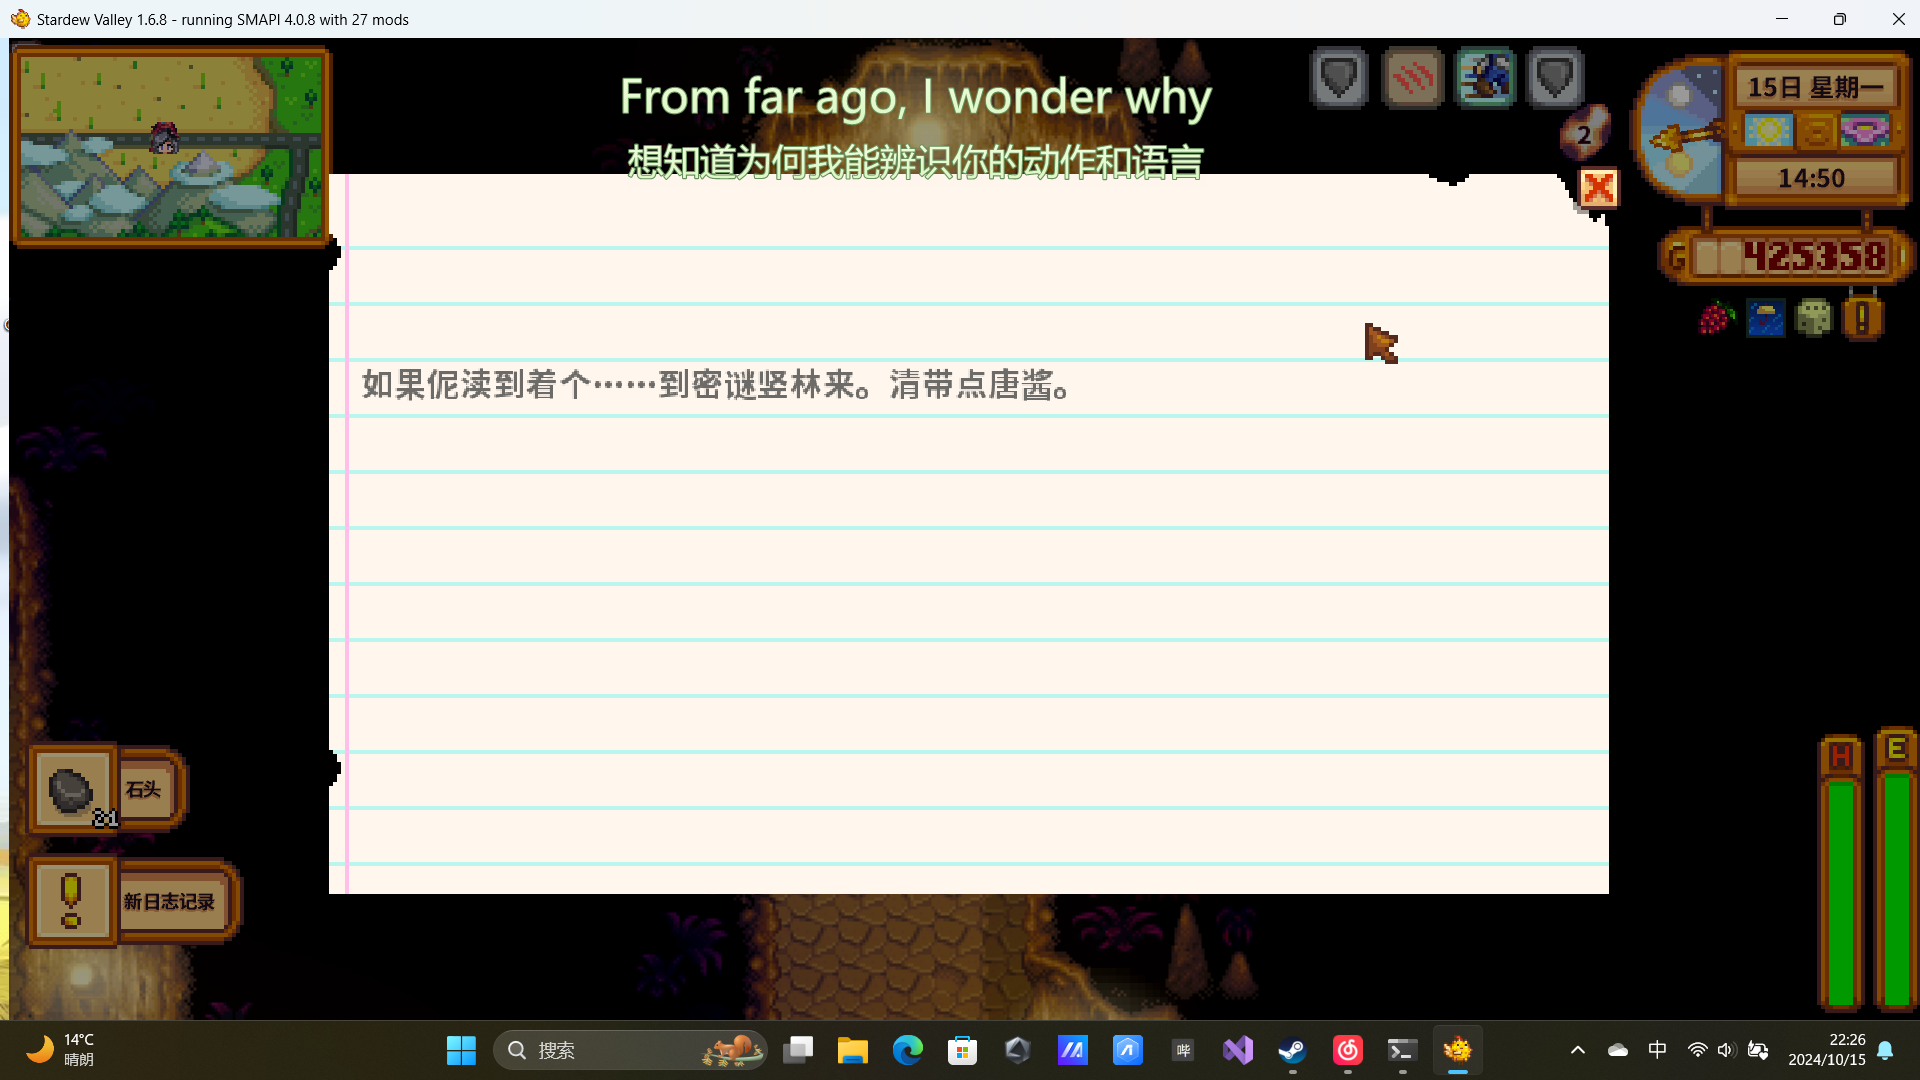 Stardew Valley 1.6.8 - running SMAPI 4.0.8 with 27 mods
From far ago, I wonder why
想知道为何我能辨识你的动作和语言
2
15日 星期一
14:50
G 425358
如果伲渎到着个……到密谜竖林来。清带点唐酱。
H
E
21
石头
新日志记录
14°C
晴朗
搜索
哔
中
22:26
2024/10/15